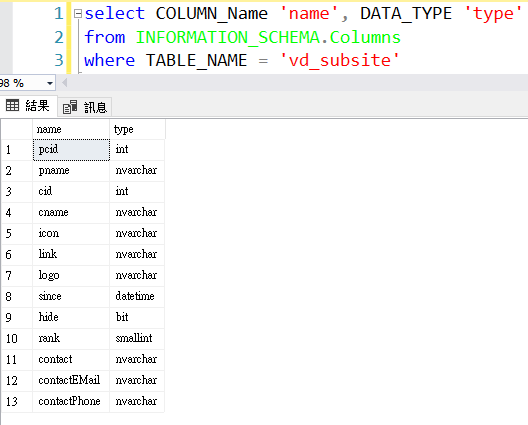 1 select COLUMN_Name 'name', DATA_TYPE 'type'
2 from INFORMATION_SCHEMA.Columns
3 where TABLE_NAME = 'vd_subsite'
98 %
結果 訊息
name type
1 pcid int
2 pname nvarchar
3 cid int
4 cname nvarchar
5 icon nvarchar
6 link nvarchar
7 logo nvarchar
8 since datetime
9 hide bit
10 rank smallint
11 contact nvarchar
12 contactEMail nvarchar
13 contactPhone nvarchar